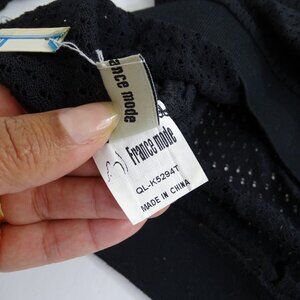 ance mode
France mode
QL-K5294T
MADE IN CHINA